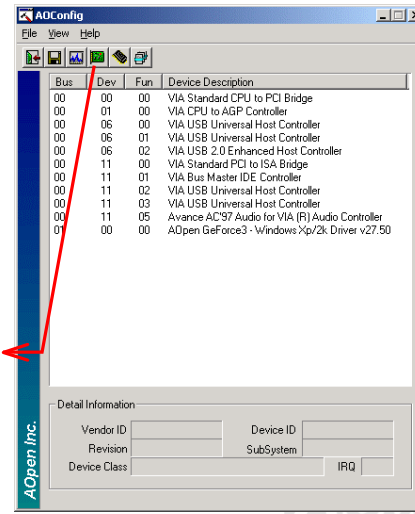 AOConfig
File View Help
Bus Dev Fun Device Description
00 00 00 VIA Standard CPU to PCI Bridge
00 01 00 VIA CPU to AGP Controller
00 06 00 VIA USB Universal Host Controller
00 06 01 VIA USB Universal Host Controller
00 06 02 VIA USB 2.0 Enhanced Host Controller
00 11 00 VIA Standard PCI to ISA Bridge
00 11 01 VIA Bus Master IDE Controller
00 11 02 VIA USB Universal Host Controller
00 11 03 VIA USB Universal Host Controller
00 11 05 Avance AC'97 Audio for VIA (R) Audio Controller
01 00 00 AOpen GeForce3 - Windows Xp/2k Driver v27.50
Detail Information
Vendor ID Device ID
Revision SubSystem
Device Class IRQ
AOpen Inc.